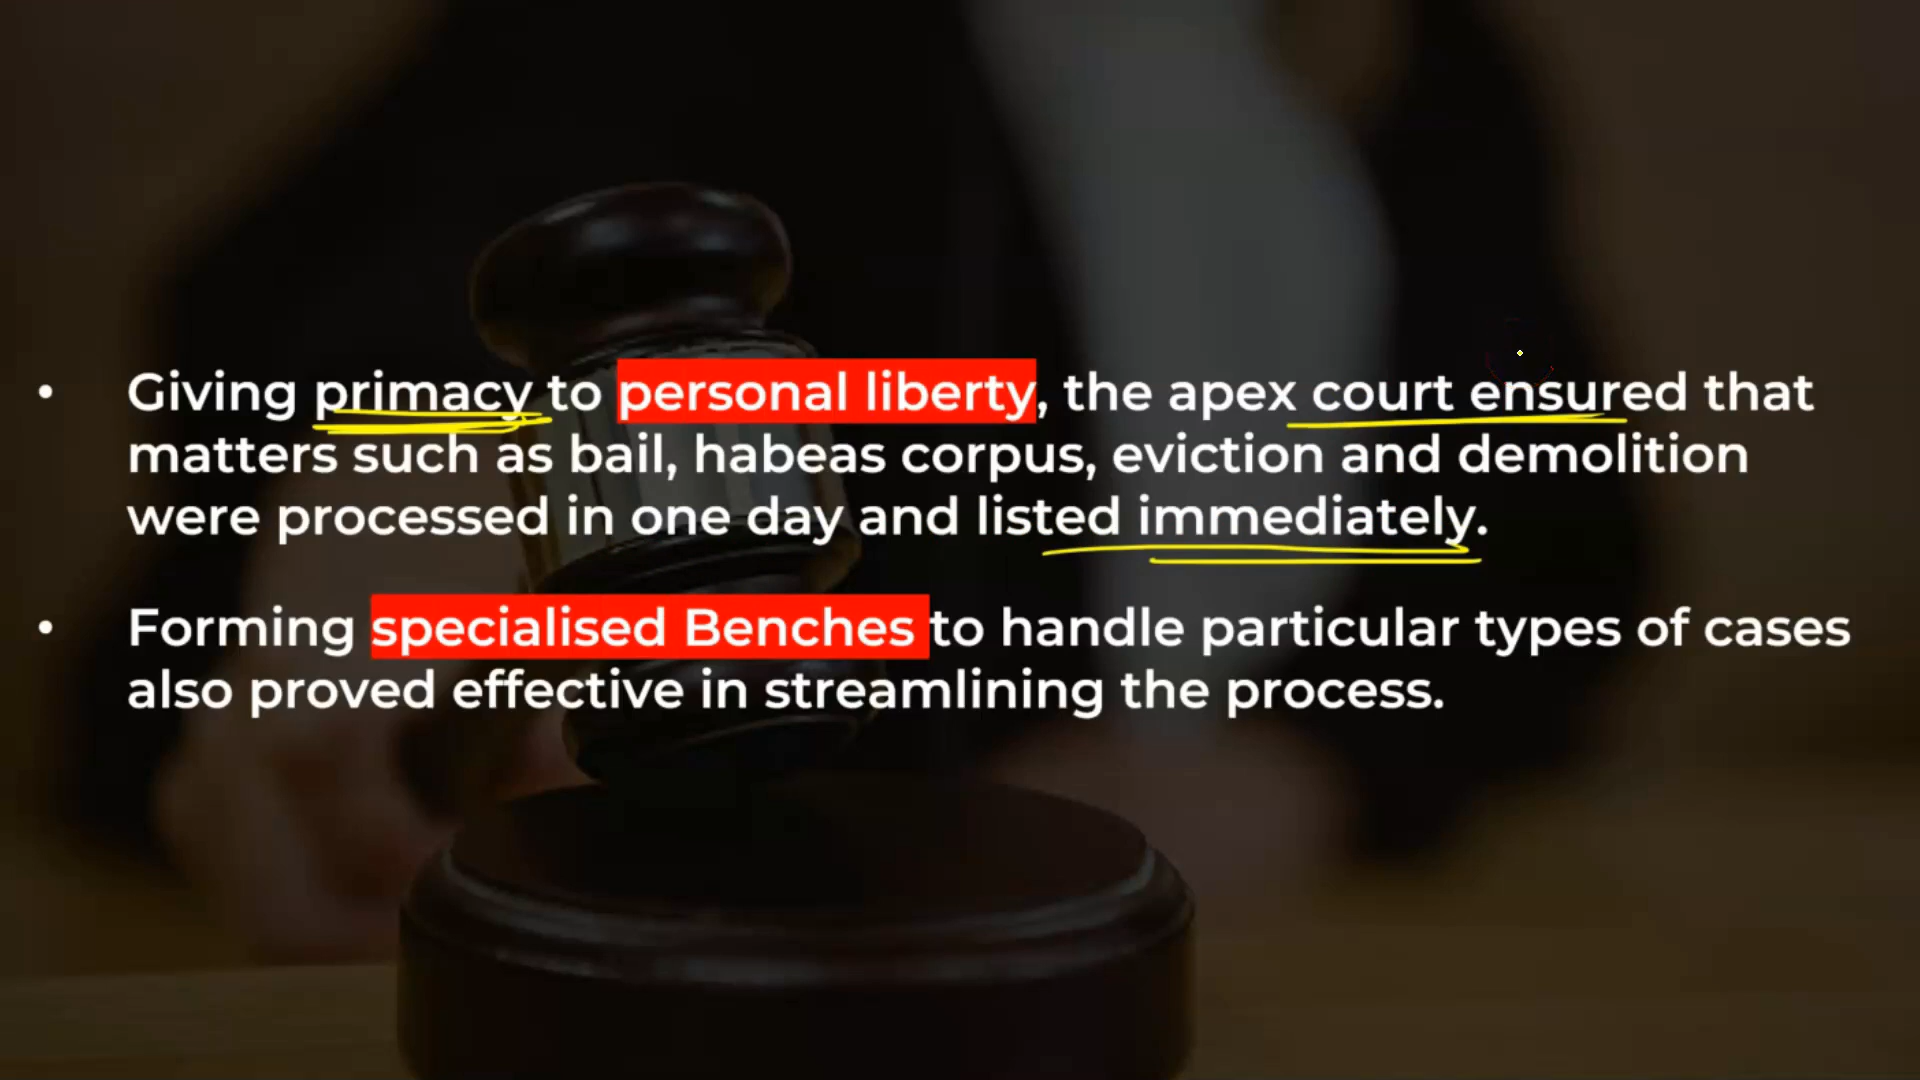 • Giving primacy to personal liberty, the apex court ensured that
matters such as bail, habeas corpus, eviction and demolition
were processed in one day and listed immediately.
• Forming specialised Benches to handle particular types of cases
also proved effective in streamlining the process.